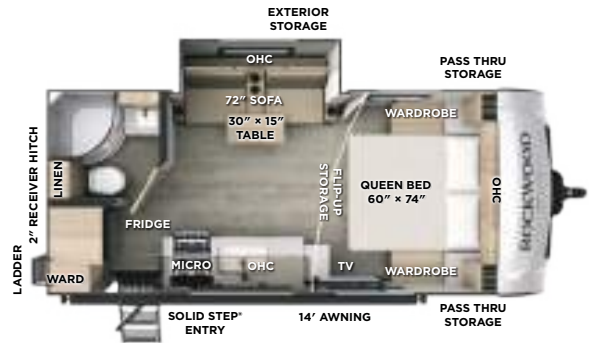 EXTERIOR
STORAGE
OHC
PASS THRU
STORAGE
72" SOFA
30" × 15"
TABLE
WARDROBE
2" RECEIVER HITCH
LINEN
FLIP-UP
STORAGE
QUEEN BED
60" × 74"
OHC
ROCKWOOD
FRIDGE
LADDER
WARD
MICRO
OHC
TV
WARDROBE
SOLID STEP®
ENTRY
14' AWNING
PASS THRU
STORAGE